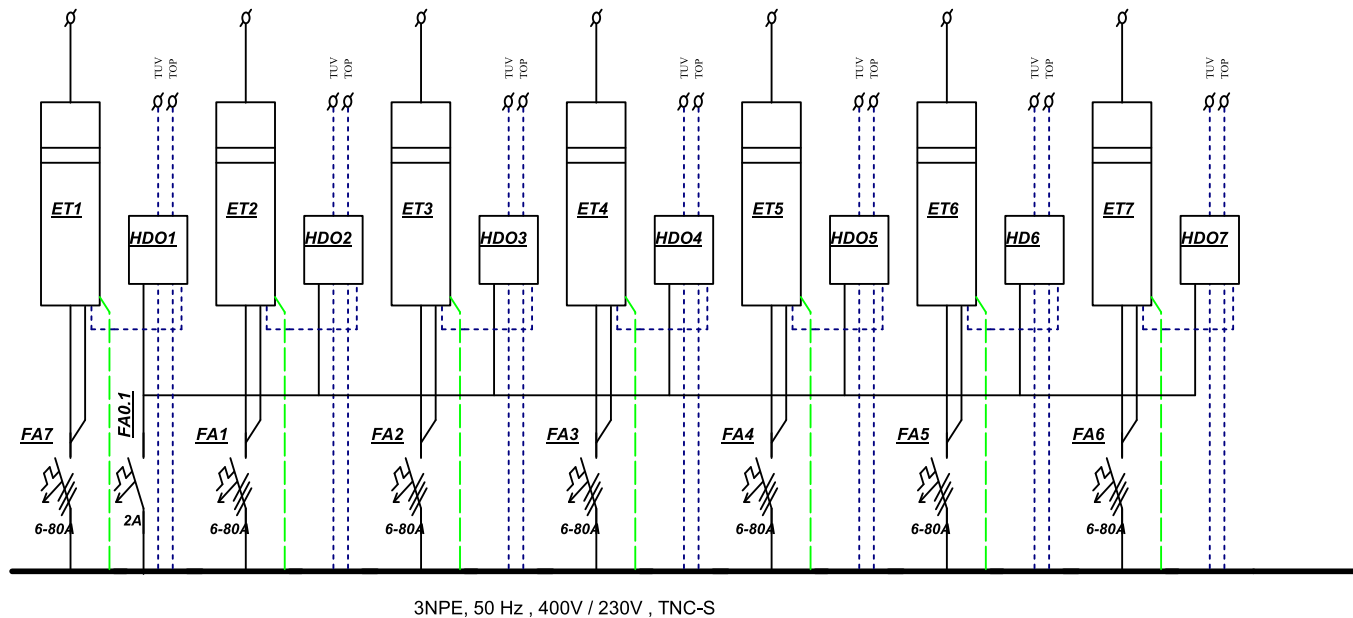 TUV TOP TUV TOP TUV TOP TUV TOP TUV TOP TUV TOP TUV TOP
ET1 ET2 ET3 ET4 ET5 ET6 ET7
HDO1 HDO2 HDO3 HDO4 HDO5 HD6 HDO7
FA0.1
FA7 FA1 FA2 FA3 FA4 FA5 FA6
6-80A 2A 6-80A 6-80A 6-80A 6-80A 6-80A 6-80A
3NPE, 50 Hz , 400V / 230V , TNC-S